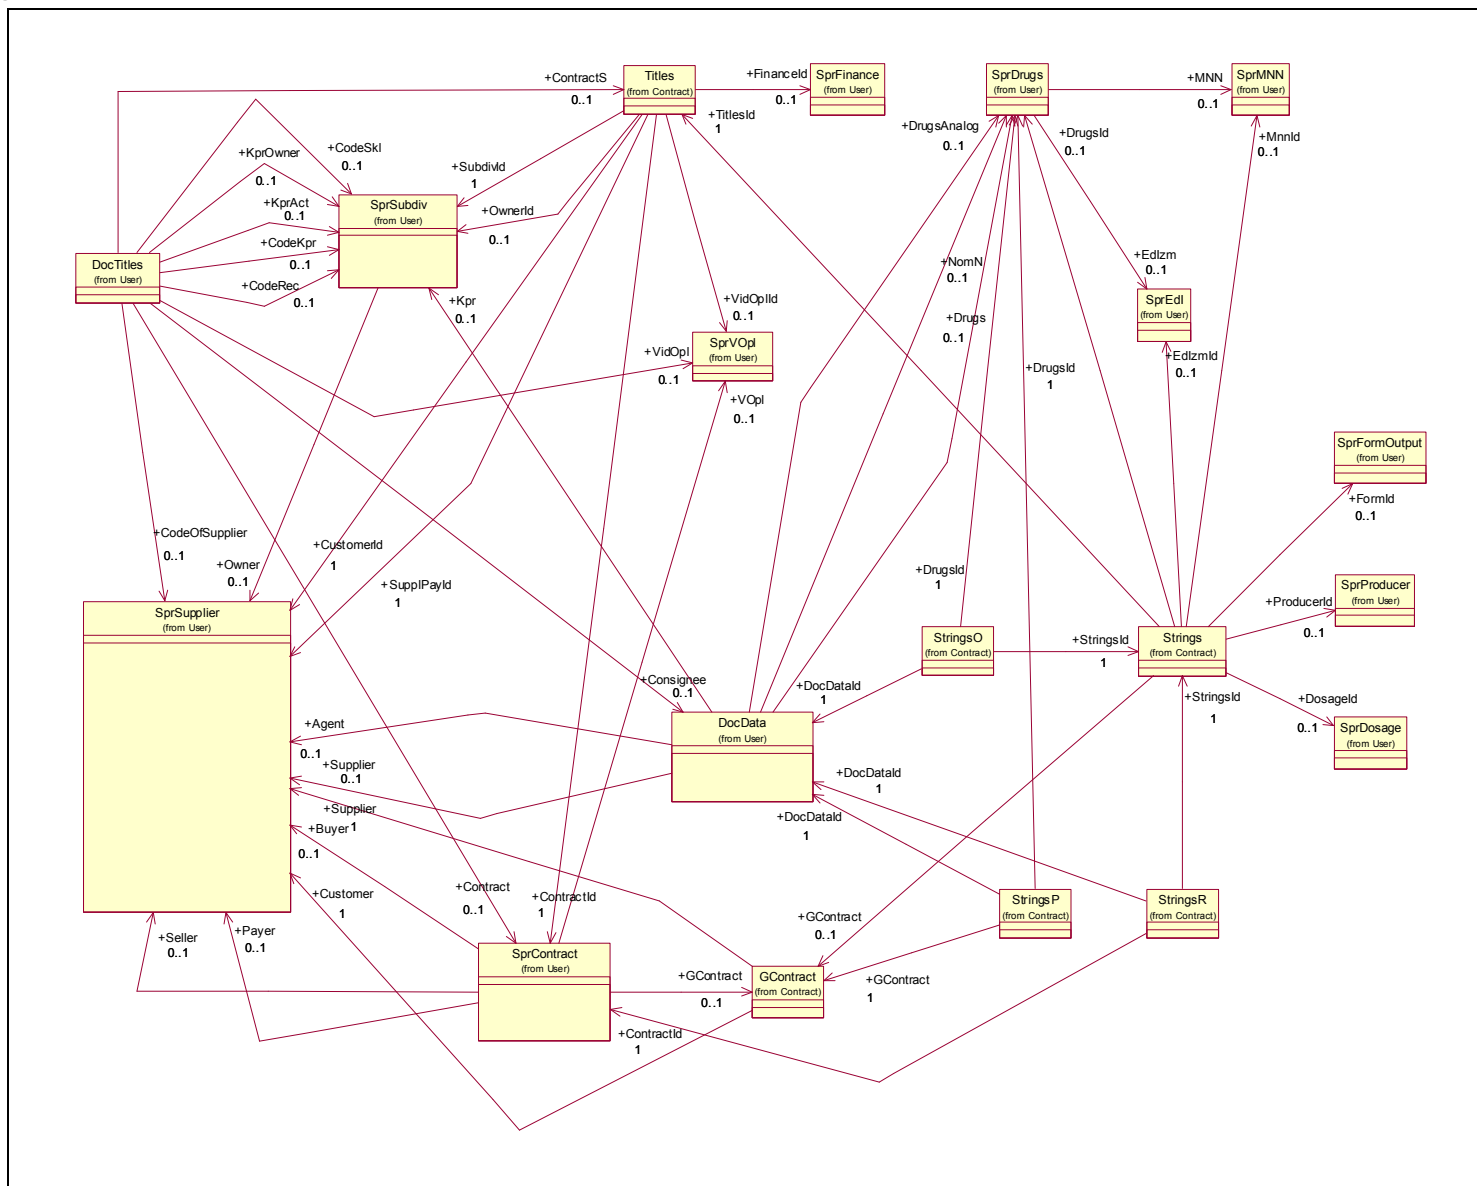 +ContractS
0..1
Titles
(from Contract)
+FinanceId
0..1
SprFinance
(from User)
SprDrugs
(from User)
+MNN
0..1
SprMNN
(from User)
+TitlesId
1
+DrugsAnalog
0..1
+DrugsId
0..1
+MnnId
0..1
+CodeSkl
0..1
+KprOwner
0..1
+SubdivId
1
+KprAct
0..1
SprSubdiv
(from User)
+OwnerId
0..1
+CodeKpr
0..1
DocTitles
(from User)
+CodeRec
0..1
+Kpr
0..1
+NomN
0..1
+EdIzm
0..1
SprEdI
(from User)
+VidOplId
0..1
+Drugs
0..1
SprVOpl
(from User)
+VidOpl
0..1
+EdIzmId
0..1
+DrugsId
1
+VOpl
0..1
SprFormOutput
(from User)
+FormId
0..1
+CodeOfSupplier
0..1
+CustomerId
1
+Owner
0..1
+SupplPayId
1
+DrugsId
1
SprProducer
(from User)
+ProducerId
0..1
SprSupplier
(from User)
StringsO
(from Contract)
+StringsId
1
Strings
(from Contract)
+Consignee
0..1
+DocDataId
1
+StringsId
1
+DosageId
0..1
SprDosage
(from User)
DocData
(from User)
+Agent
0..1
+Supplier
0..1
+DocDataId
1
+Supplier
1
+Buyer
0..1
+DocDataId
1
+Customer
1
+Contract
0..1
+ContractId
1
StringsP
(from Contract)
StringsR
(from Contract)
+GContract
0..1
+Seller
0..1
+Payer
0..1
SprContract
(from User)
+GContract
0..1
GContract
(from Contract)
+GContract
1
+ContractId
1